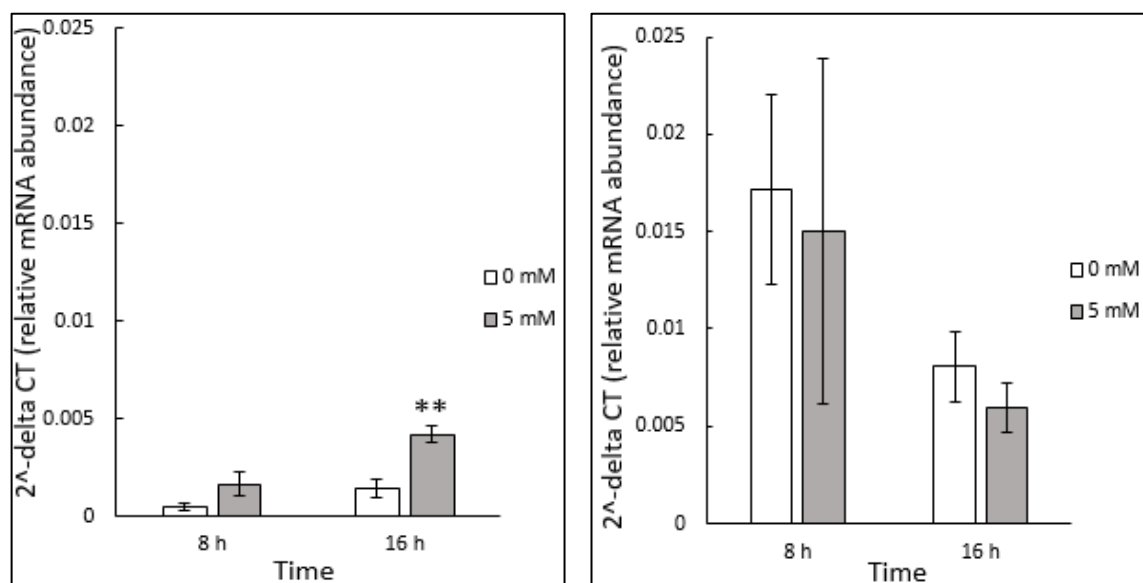 2^-delta CT (relative mRNA abundance)
0.025
0.02
0.015
0.01
0.005
0
**
8 h
16 h
Time
0 mM
5 mM
2^-delta CT (relative mRNA abundance)
0.025
0.02
0.015
0.01
0.005
0
8 h
16 h
Time
0 mM
5 mM